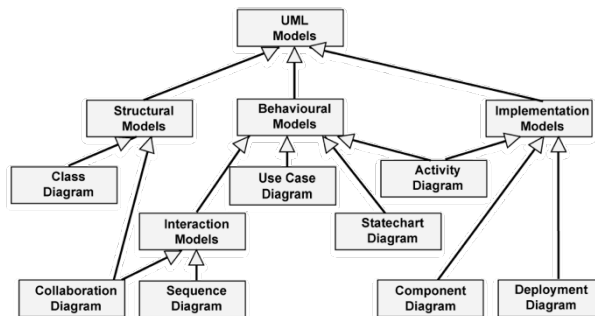 UML
Models
Structural
Models
Behavioural
Models
Implementation
Models
Class
Diagram
Use Case
Diagram
Activity
Diagram
Interaction
Models
Statechart
Diagram
Collaboration
Diagram
Sequence
Diagram
Component
Diagram
Deployment
Diagram